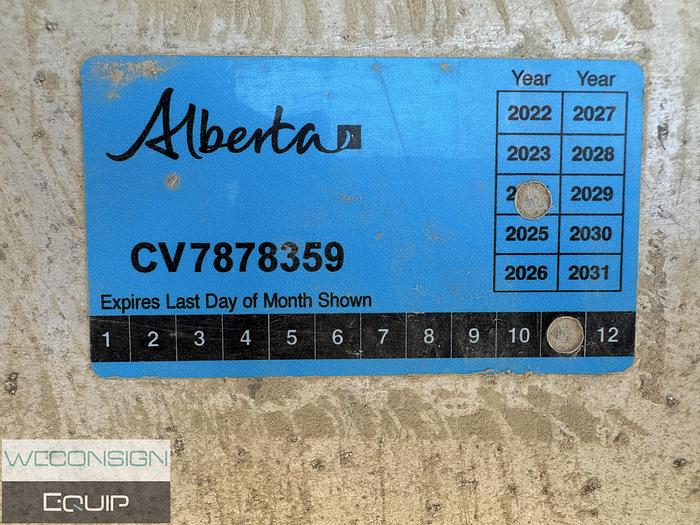 Alberta
Year Year
2022 2027
2023 2028
2029
2025 2030
2026 2031
CV7878359
Expires Last Day of Month Shown
1 2 3 4 5 6 7 8 9 10 12
WECONSIGN
EQUIP